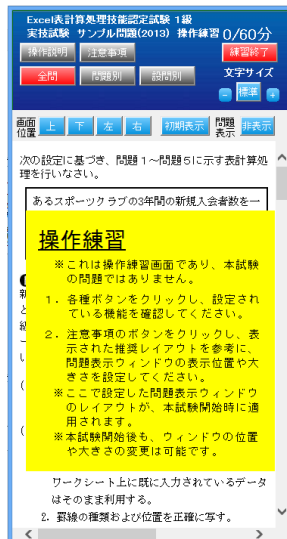 Excel表計算処理技能認定試験 1級
実技試験 サンプル問題(2013) 操作練習 0/60分
操作説明 注意事項 練習終了
全問 問題別 設問別 文字サイズ
－ 標準 ＋
画面位置 上 下 左 右 初期表示 問題表示 非表示
次の設定に基づき、問題1～問題5に示す表計算処
理を行いなさい。
あるスポーツクラブの3年間の新規入会者数を一
操作練習
※これは操作練習画面であり、本試験
の問題ではありません。
1．各種ボタンをクリックし、設定され
ている機能を確認してください。
2．注意事項のボタンをクリックし、表
示された推奨レイアウトを参考に、
問題表示ウィンドウの表示位置や大
きさを設定してください。
※ここで設定した問題表示ウィンドウ
のレイアウトが、本試験開始時に適
用されます。
※本試験開始後も、ウィンドウの位置
や大きさの変更は可能です。
ワークシート上に既に入力されているデータ
はそのまま利用する。
2．罫線の種類および位置を正確に写す。